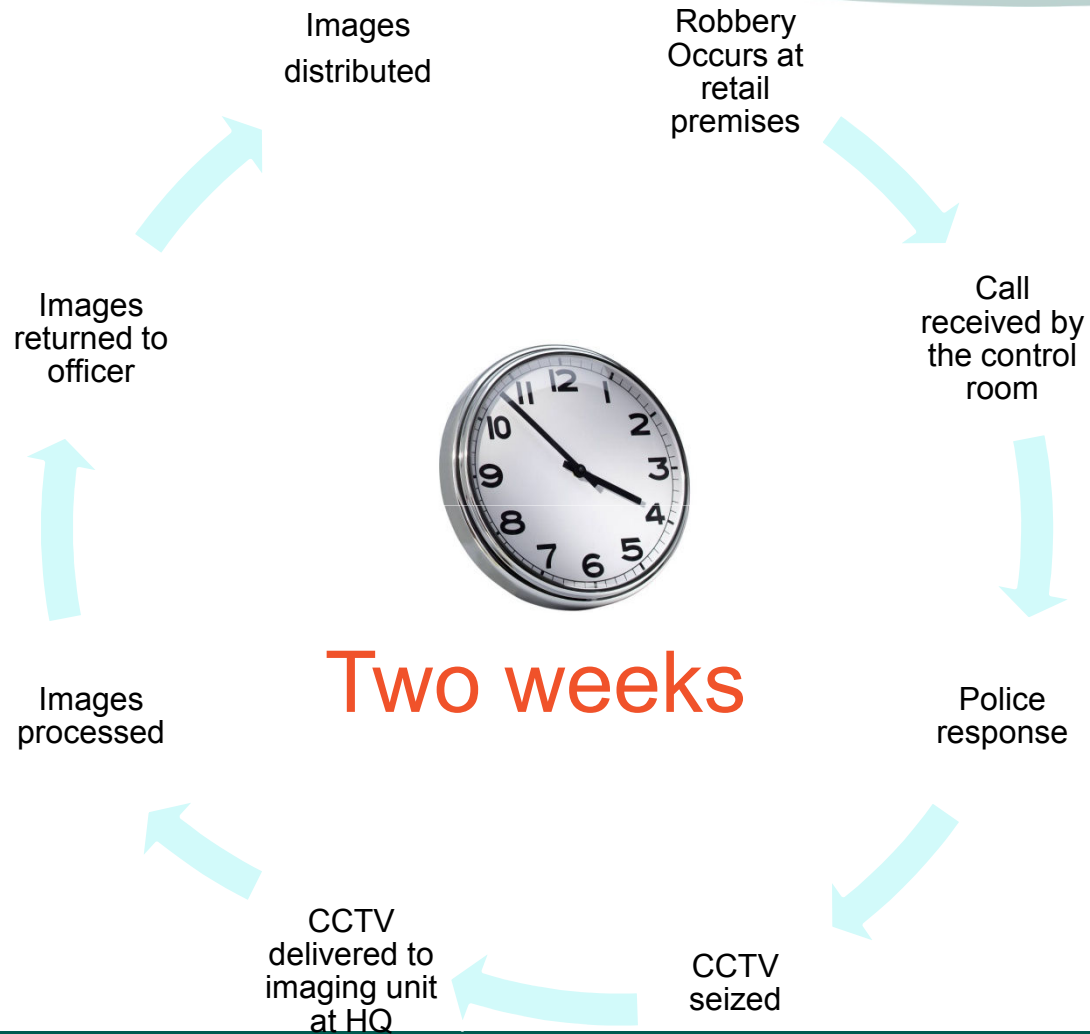 Robbery
Occurs at
retail
premises
Call
received by
the control
room
Police
response
CCTV
seized
CCTV
delivered to
imaging unit
at HQ
Images
processed
Images
returned to
officer
Images
distributed
12
1
2
3
4
5
6
7
8
9
10
11
Two weeks